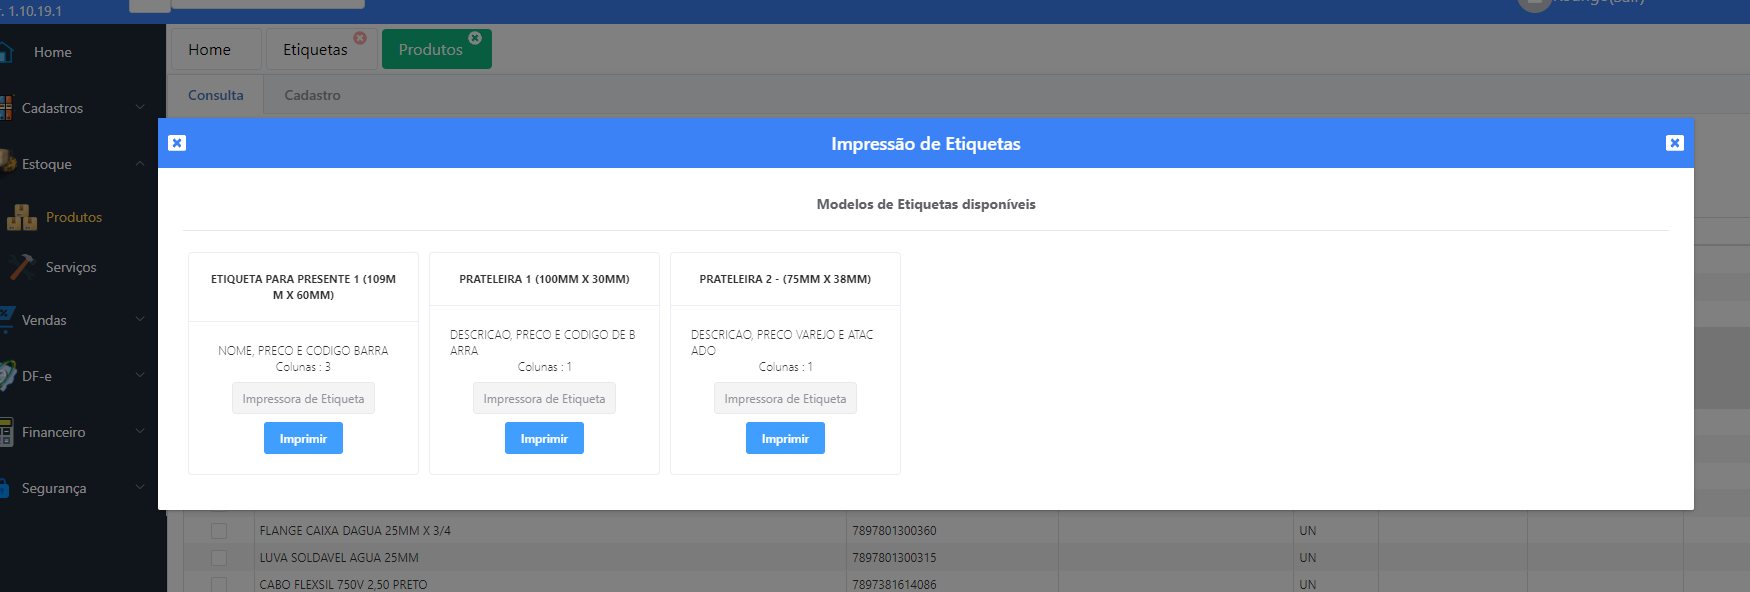 r. 1.10.19.1
Home
Cadastros
Estoque
Produtos
Serviços
Vendas
DF-e
Financeiro
Segurança
Home
Etiquetas
Produtos
Consulta
Cadastro
Impressão de Etiquetas
Modelos de Etiquetas disponíveis
ETIQUETA PARA PRESENTE 1 (109M
M X 60MM)
NOME, PRECO E CODIGO BARRA
Colunas : 3
Impressora de Etiqueta
Imprimir
PRATELEIRA 1 (100MM X 30MM)
DESCRICAO, PRECO E CODIGO DE B
ARRA
Colunas : 1
Impressora de Etiqueta
Imprimir
PRATELEIRA 2 - (75MM X 38MM)
DESCRICAO, PRECO VAREJO E ATAC
ADO
Colunas : 1
Impressora de Etiqueta
Imprimir
FLANGE CAIXA DAGUA 25MM X 3/4 7897801300360 UN
LUVA SOLDAVEL AGUA 25MM 7897801300315 UN
CABO FLEXSIL 750V 2,50 PRETO 7897381614086 UN